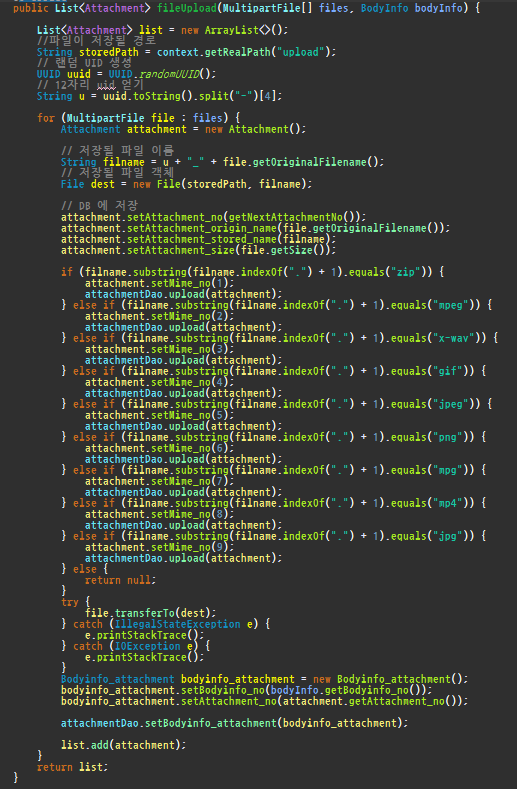 public List<Attachment> fileUpload(MultipartFile[] files, BodyInfo bodyInfo) {
List<Attachment> list = new ArrayList<>();
//파일이 저장될 경로
String storedPath = context.getRealPath("upload");
// 랜덤 UID 생성
UUID uuid = UUID.randomUUID();
// 12자리 uid 얻기
String u = uuid.toString().split("-")[4];
for (MultipartFile file : files) {
Attachment attachment = new Attachment();
// 저장될 파일 이름
String filname = u + "_" + file.getOriginalFilename();
// 저장될 파일 객체
File dest = new File(storedPath, filname);
// DB 에 저장
attachment.setAttachment_no(getNextAttachmentNo());
attachment.setAttachment_origin_name(file.getOriginalFilename());
attachment.setAttachment_stored_name(filname);
attachment.setAttachment_size(file.getSize());
if (filname.substring(filname.indexOf(".") + 1).equals("zip")) {
attachment.setMime_no(1);
attachmentDao.upload(attachment);
} else if (filname.substring(filname.indexOf(".") + 1).equals("mpeg")) {
attachment.setMime_no(2);
attachmentDao.upload(attachment);
} else if (filname.substring(filname.indexOf(".") + 1).equals("x-wav")) {
attachment.setMime_no(3);
attachmentDao.upload(attachment);
} else if (filname.substring(filname.indexOf(".") + 1).equals("gif")) {
attachment.setMime_no(4);
attachmentDao.upload(attachment);
} else if (filname.substring(filname.indexOf(".") + 1).equals("jpeg")) {
attachment.setMime_no(5);
attachmentDao.upload(attachment);
} else if (filname.substring(filname.indexOf(".") + 1).equals("png")) {
attachment.setMime_no(6);
attachmentDao.upload(attachment);
} else if (filname.substring(filname.indexOf(".") + 1).equals("mpg")) {
attachment.setMime_no(7);
attachmentDao.upload(attachment);
} else if (filname.substring(filname.indexOf(".") + 1).equals("mp4")) {
attachment.setMime_no(8);
attachmentDao.upload(attachment);
} else if (filname.substring(filname.indexOf(".") + 1).equals("jpg")) {
attachment.setMime_no(9);
attachmentDao.upload(attachment);
} else {
return null;
}
try {
file.transferTo(dest);
} catch (IllegalStateException e) {
e.printStackTrace();
} catch (IOException e) {
e.printStackTrace();
}
Bodyinfo_attachment bodyinfo_attachment = new Bodyinfo_attachment();
bodyinfo_attachment.setBodyinfo_no(bodyInfo.getBodyinfo_no());
bodyinfo_attachment.setAttachment_no(attachment.getAttachment_no());
attachmentDao.setBodyinfo_attachment(bodyinfo_attachment);
list.add(attachment);
}
return list;
}